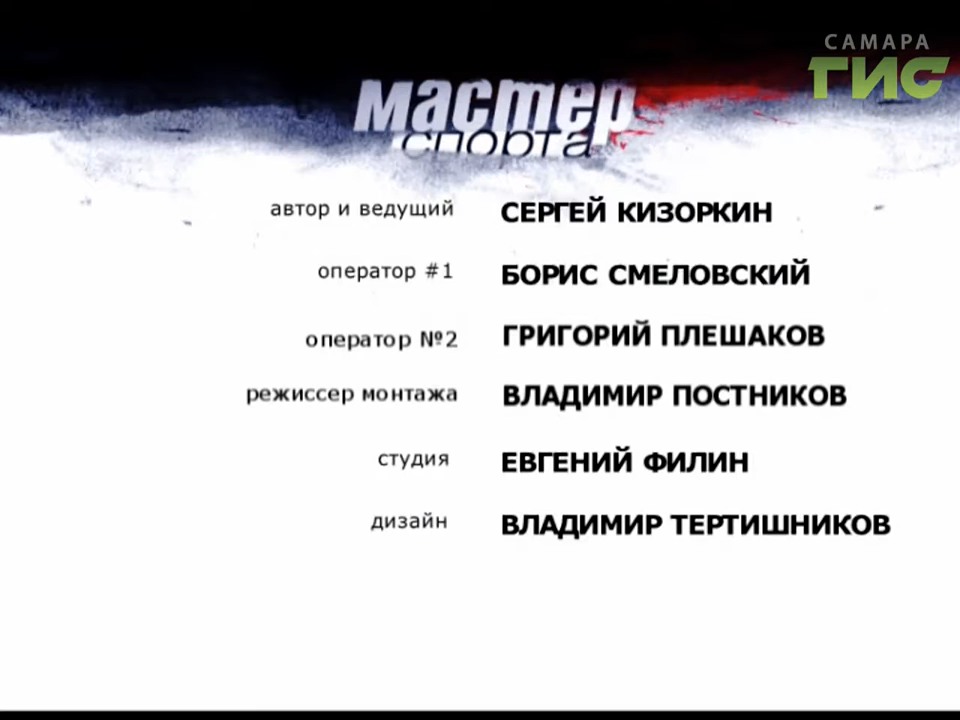 САМАРА
ГИС
мастер
спорта
автор и ведущий СЕРГЕЙ КИЗОРКИН
оператор #1 БОРИС СМЕЛОВСКИЙ
оператор №2 ГРИГОРИЙ ПЛЕШАКОВ
режиссер монтажа ВЛАДИМИР ПОСТНИКОВ
студия ЕВГЕНИЙ ФИЛИН
дизайн ВЛАДИМИР ТЕРТИШНИКОВ